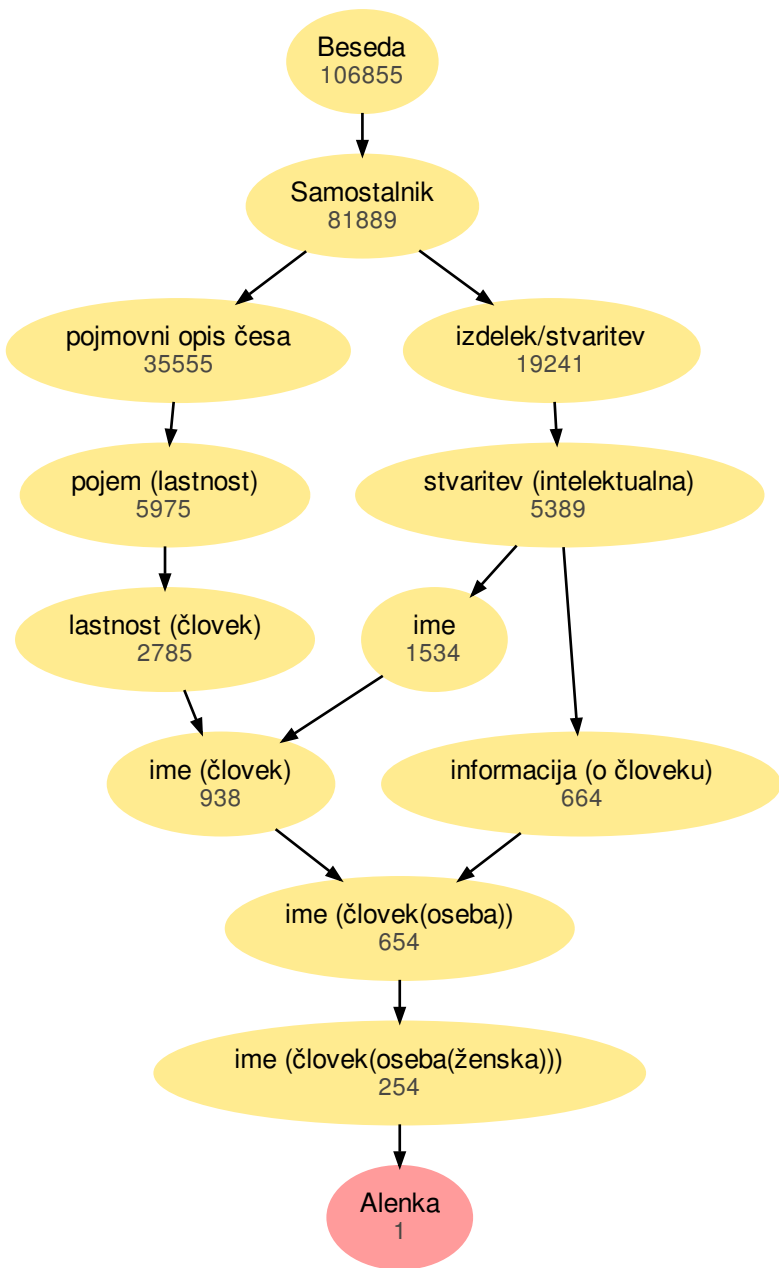 Beseda
106855
Samostalnik
81889
pojmovni opis česa
35555
izdelek/stvaritev
19241
pojem (lastnost)
5975
stvaritev (intelektualna)
5389
lastnost (človek)
2785
ime
1534
ime (človek)
938
informacija (o človeku)
664
ime (človek(oseba))
654
ime (človek(oseba(ženska)))
254
Alenka
1